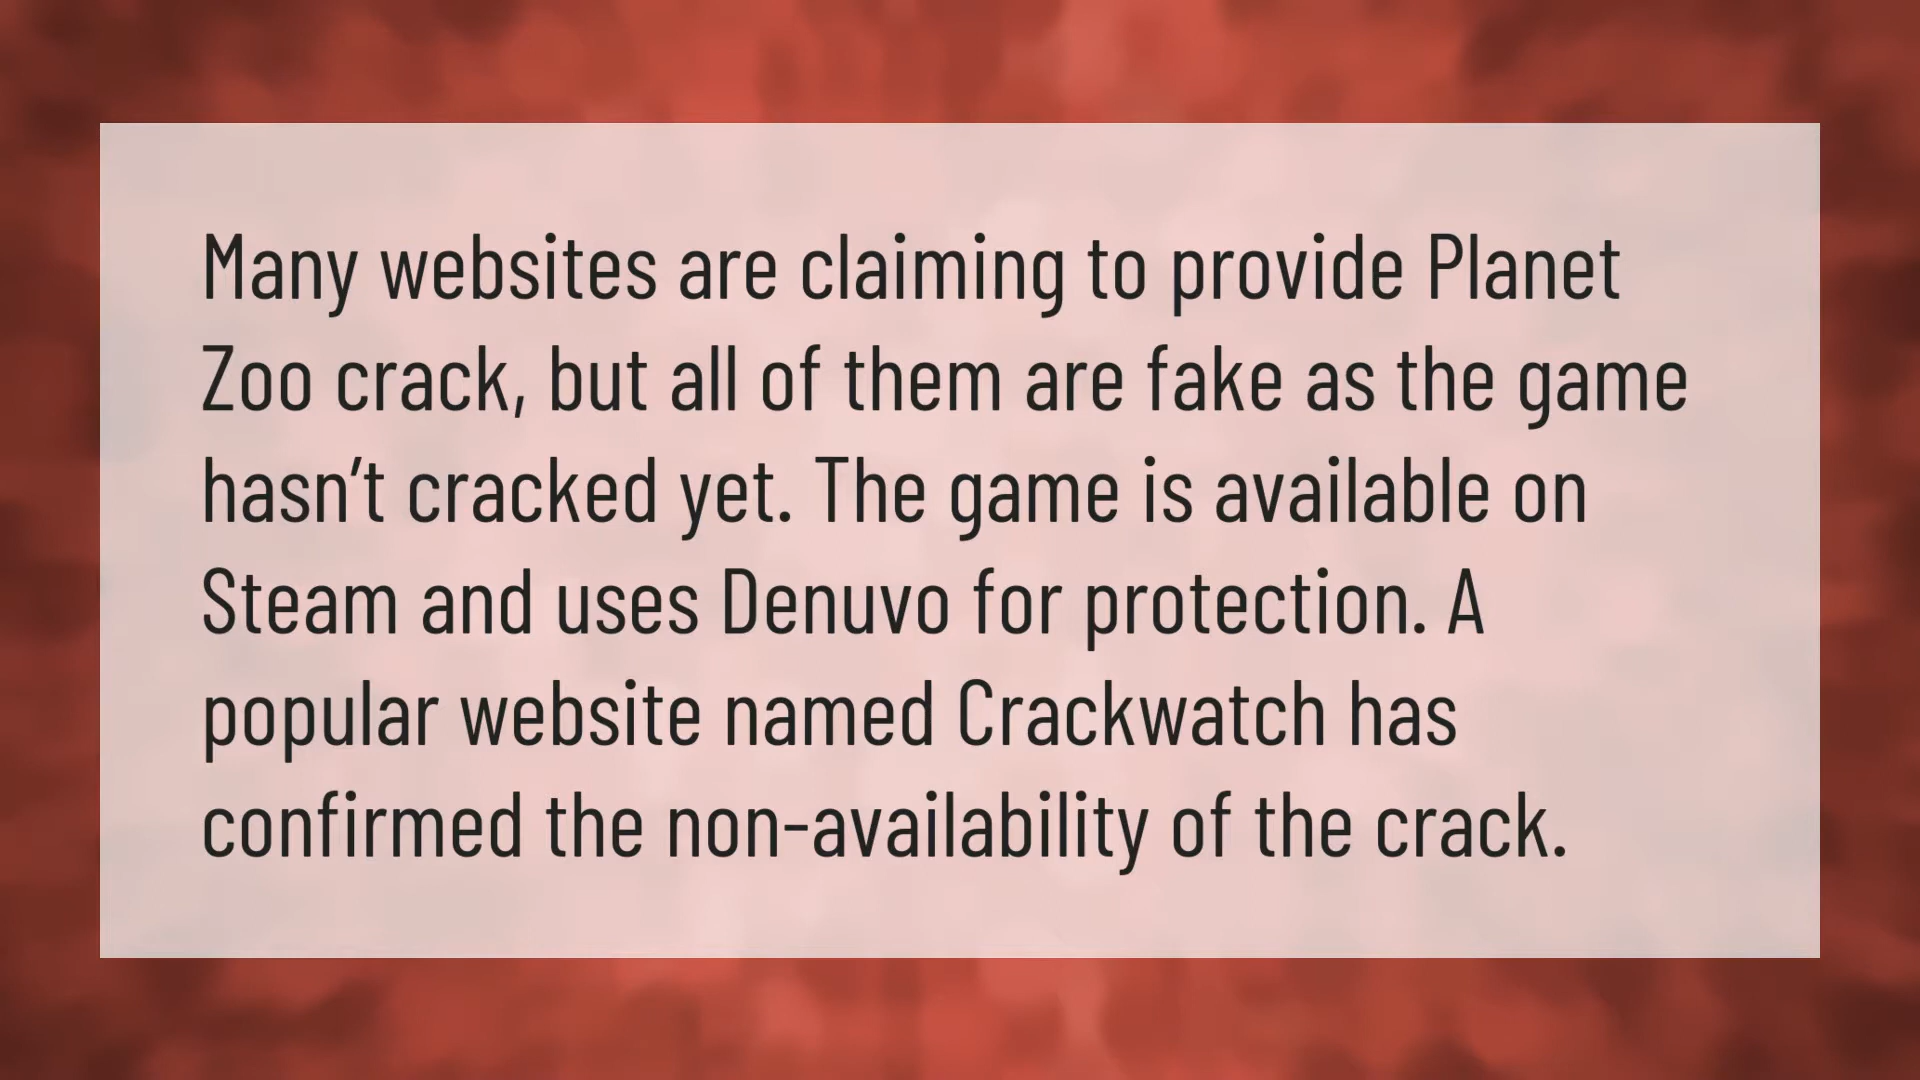 Many websites are claiming to provide Planet
Zoo crack, but all of them are fake as the game
hasn’t cracked yet. The game is available on
Steam and uses Denuvo for protection. A
popular website named Crackwatch has
confirmed the non-availability of the crack.